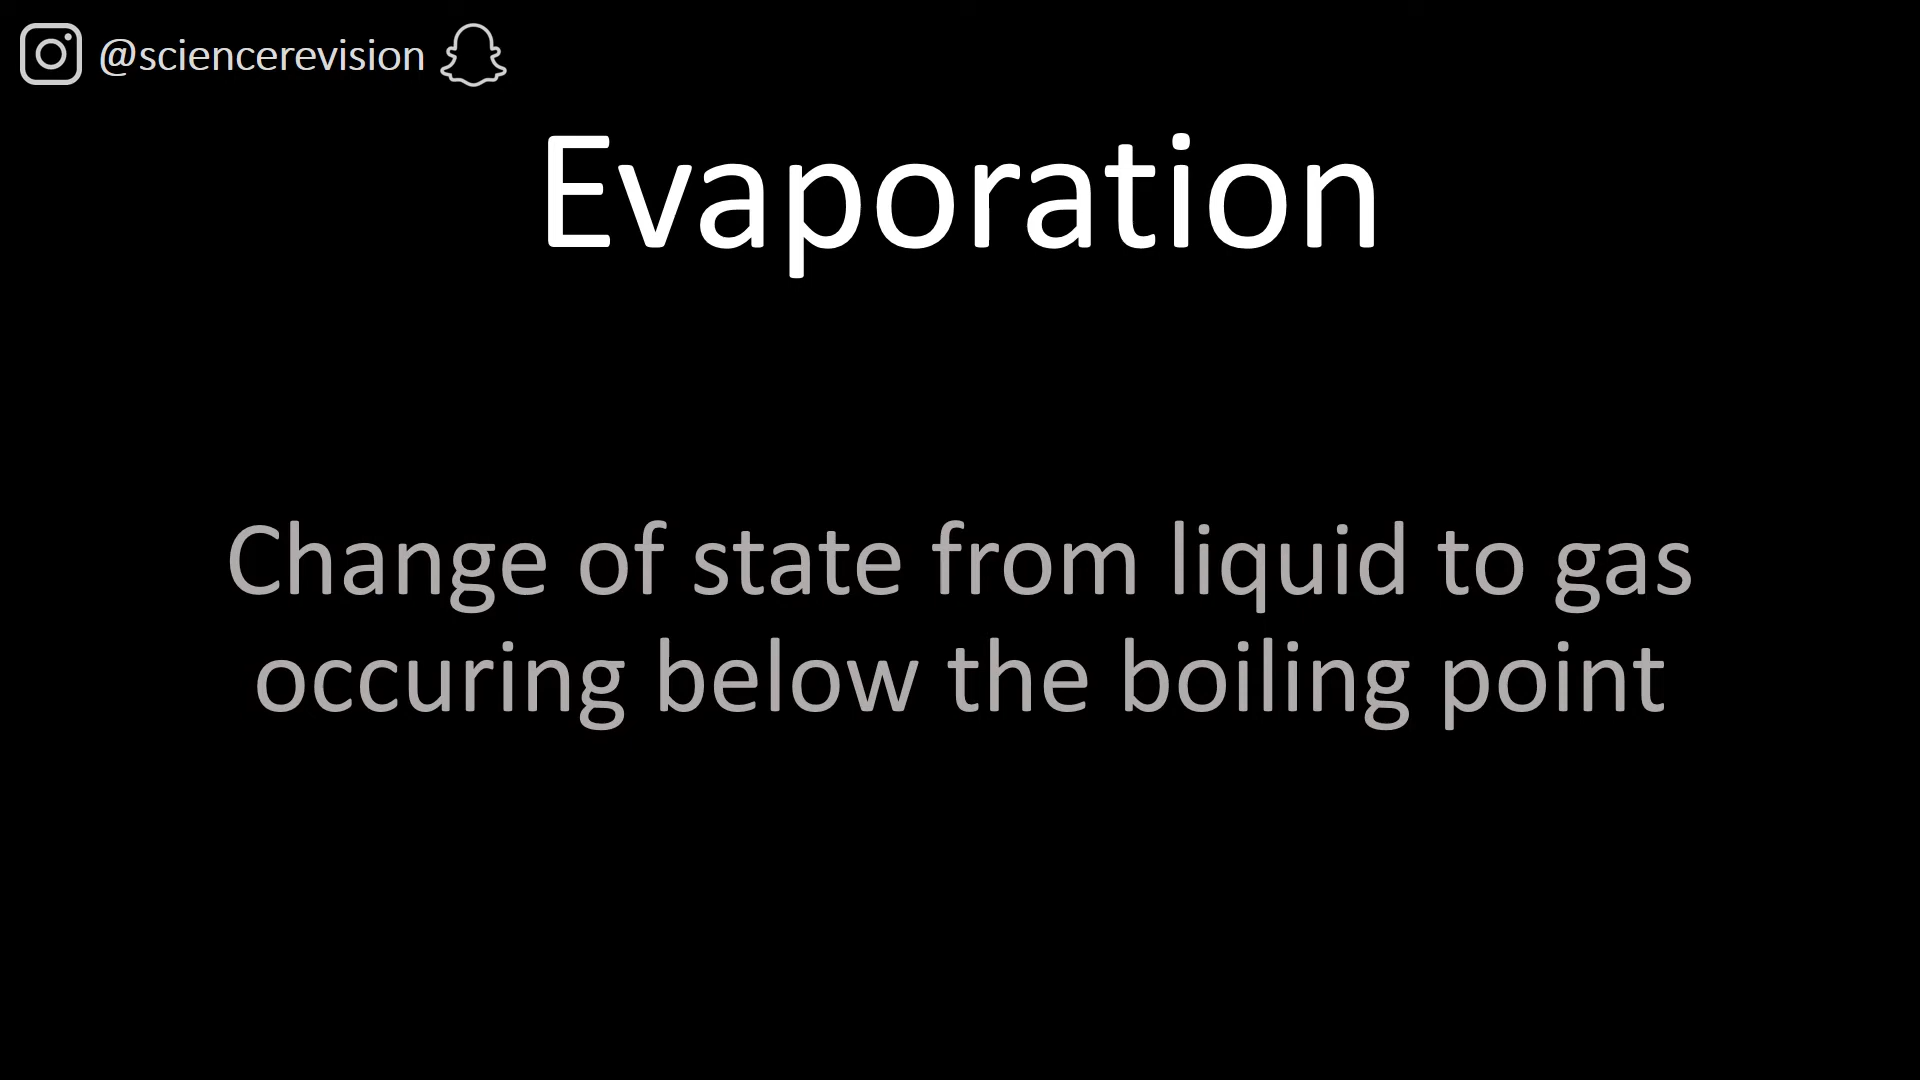 @sciencerevision
Evaporation
Change of state from liquid to gas
occuring below the boiling point